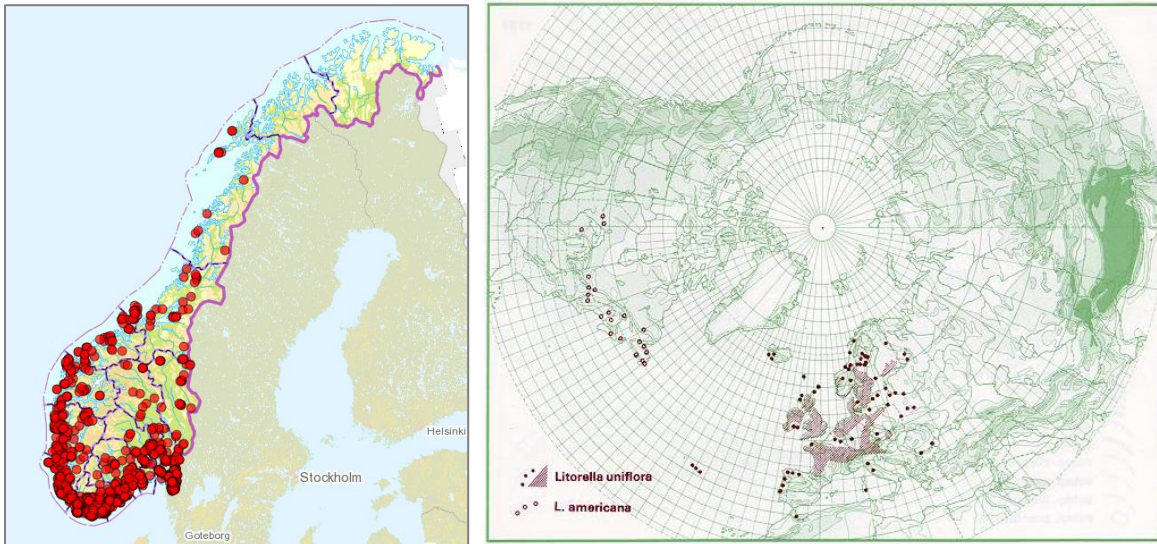 Helsinki
Stockholm
Goteborg
Litorella uniflora
L. americana